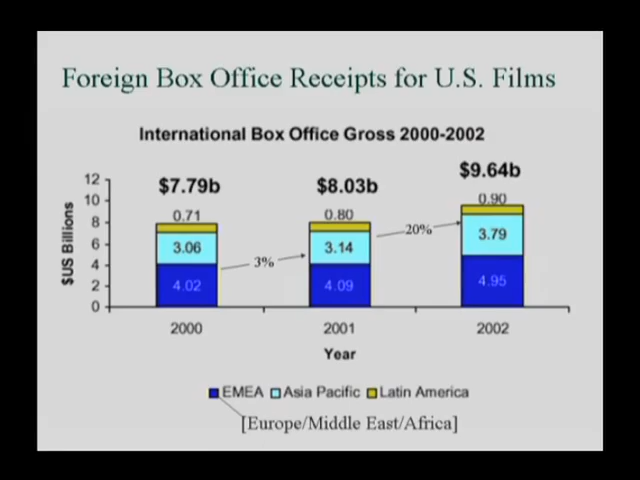 Foreign Box Office Receipts for U.S. Films
International Box Office Gross 2000-2002
$7.79b $8.03b $9.64b
$US Billions
12
10
8
6
4
2
0
0.71 0.80 0.90
3.06 3.14 3.79
4.02 4.09 4.95
3% 20%
2000 2001 2002
Year
EMEA Asia Pacific Latin America
[Europe/Middle East/Africa]